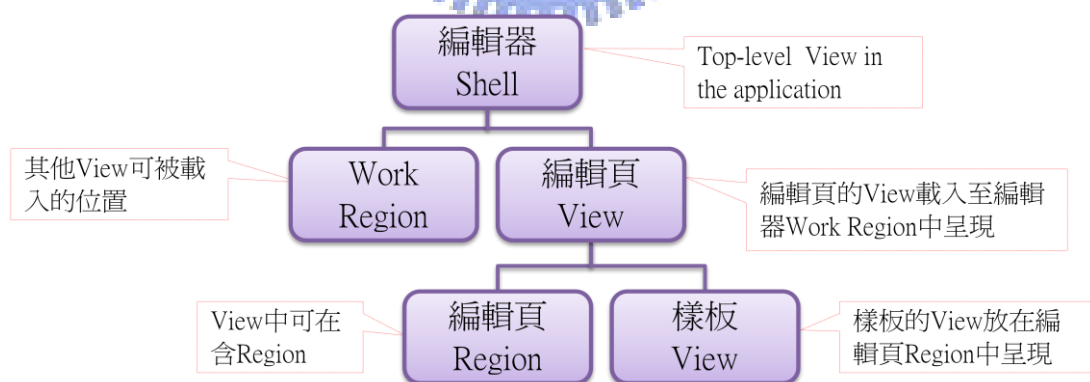 編輯器
Shell
Top-level View in
the application
其他View可被載
入的位置
Work
Region
編輯頁
View
編輯頁的View載入至編輯
器Work Region中呈現
View中可在
含Region
編輯頁
Region
樣板
View
樣板的View放在編
輯頁Region中呈現